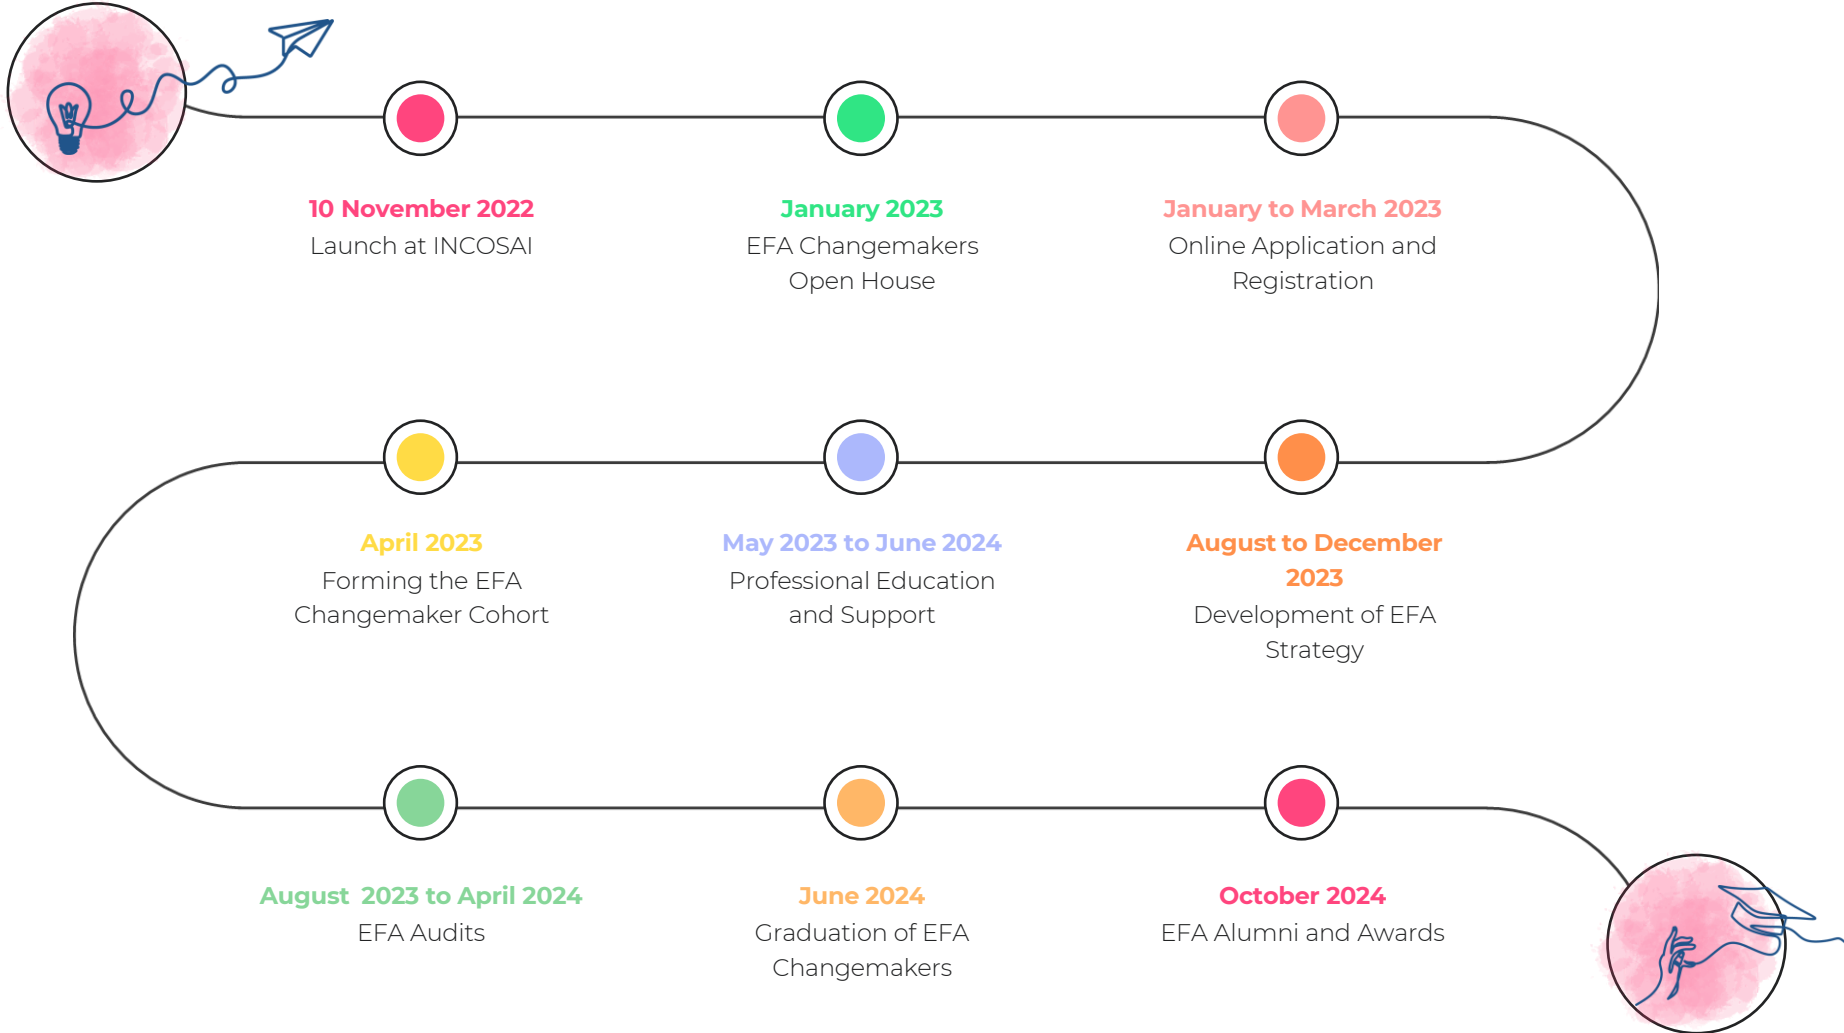 10 November 2022
Launch at INCOSAI
January 2023
EFA Changemakers
Open House
January to March 2023
Online Application and
Registration
April 2023
Forming the EFA
Changemaker Cohort
May 2023 to June 2024
Professional Education
and Support
August to December
2023
Development of EFA
Strategy
August 2023 to April 2024
EFA Audits
June 2024
Graduation of EFA
Changemakers
October 2024
EFA Alumni and Awards